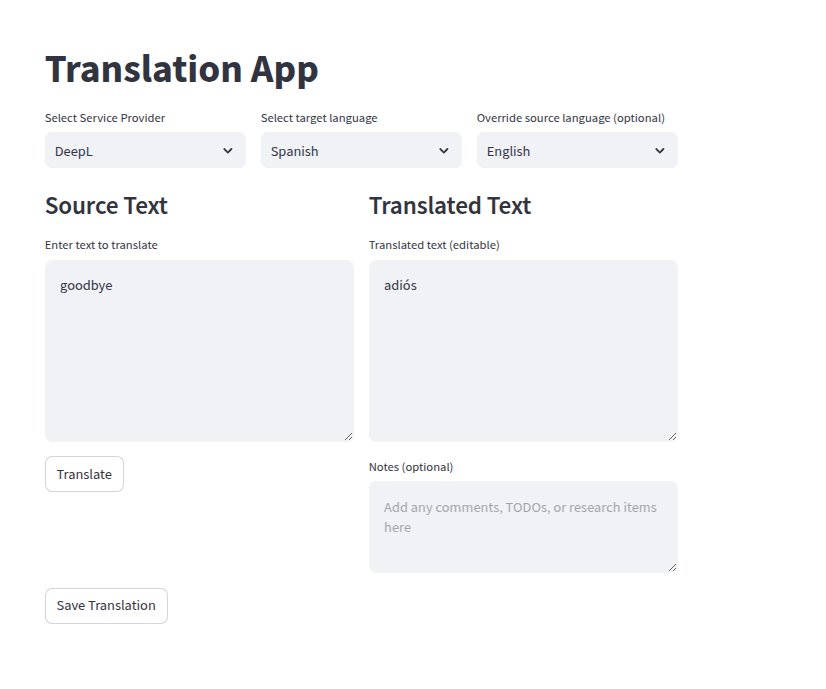 Translation App
Select Service Provider
Select target language
Override source language (optional)
DeepL
Spanish
English
Source Text
Translated Text
Enter text to translate
Translated text (editable)
goodbye
adiós
Translate
Notes (optional)
Add any comments, TODOs, or research items
here
Save Translation